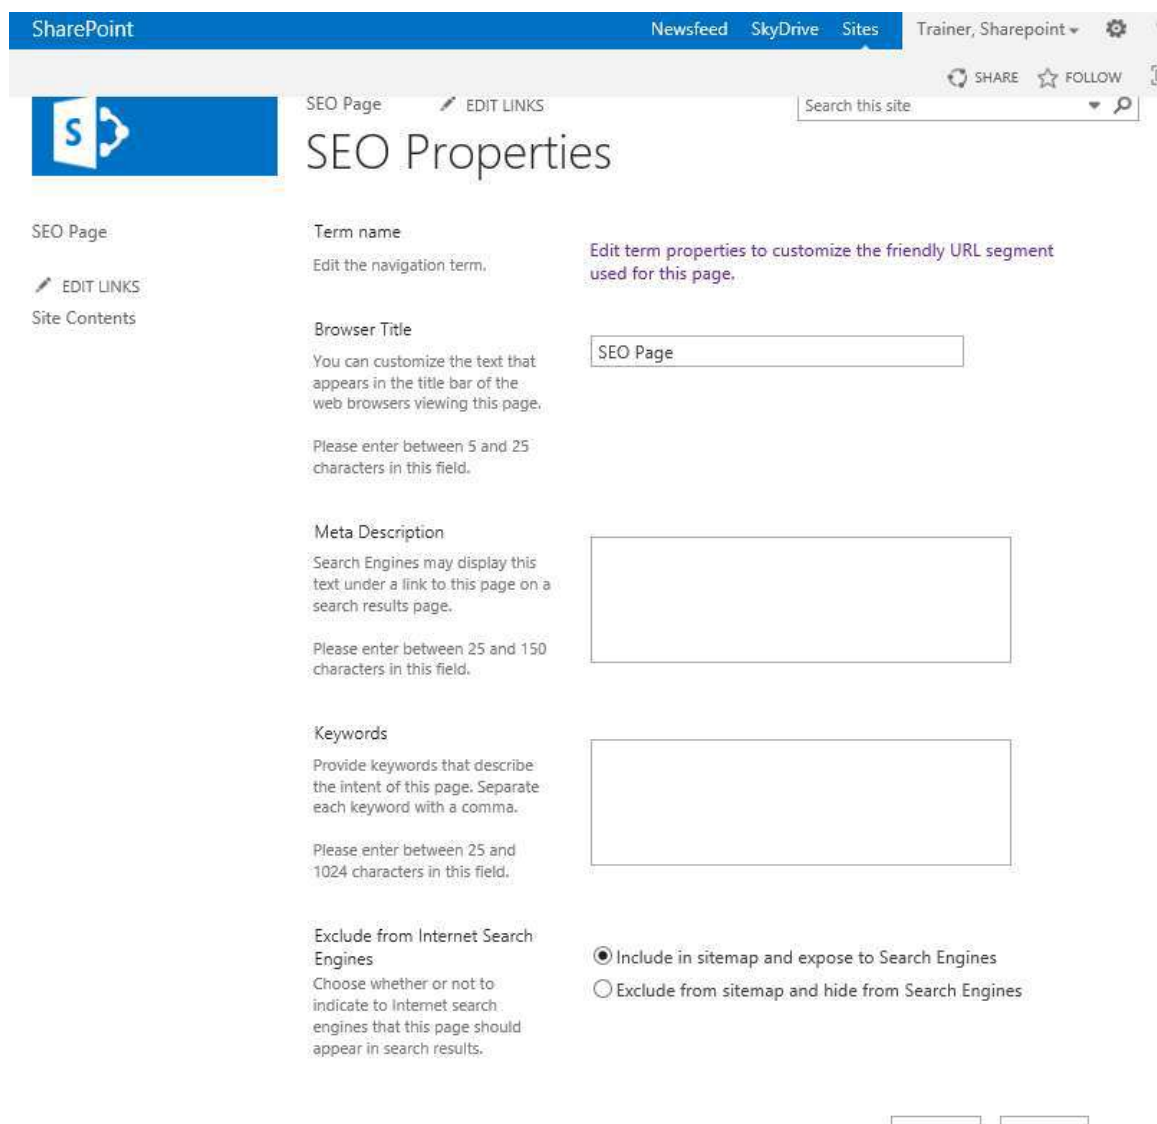 SharePoint
Newsfeed SkyDrive Sites Trainer, Sharepoint
SHARE FOLLOW
SEO Page EDIT LINKS Search this site
S
SEO Properties
SEO Page
EDIT LINKS
Site Contents
Term name
Edit the navigation term.
Edit term properties to customize the friendly URL segment
used for this page.
Browser Title
You can customize the text that
appears in the title bar of the
web browsers viewing this page.
Please enter between 5 and 25
characters in this field.
SEO Page
Meta Description
Search Engines may display this
text under a link to this page on a
search results page.
Please enter between 25 and 150
characters in this field.
Keywords
Provide keywords that describe
the intent of this page. Separate
each keyword with a comma.
Please enter between 25 and
1024 characters in this field.
Exclude from Internet Search
Engines
Choose whether or not to
indicate to Internet search
engines that this page should
appear in search results.
Include in sitemap and expose to Search Engines
Exclude from sitemap and hide from Search Engines